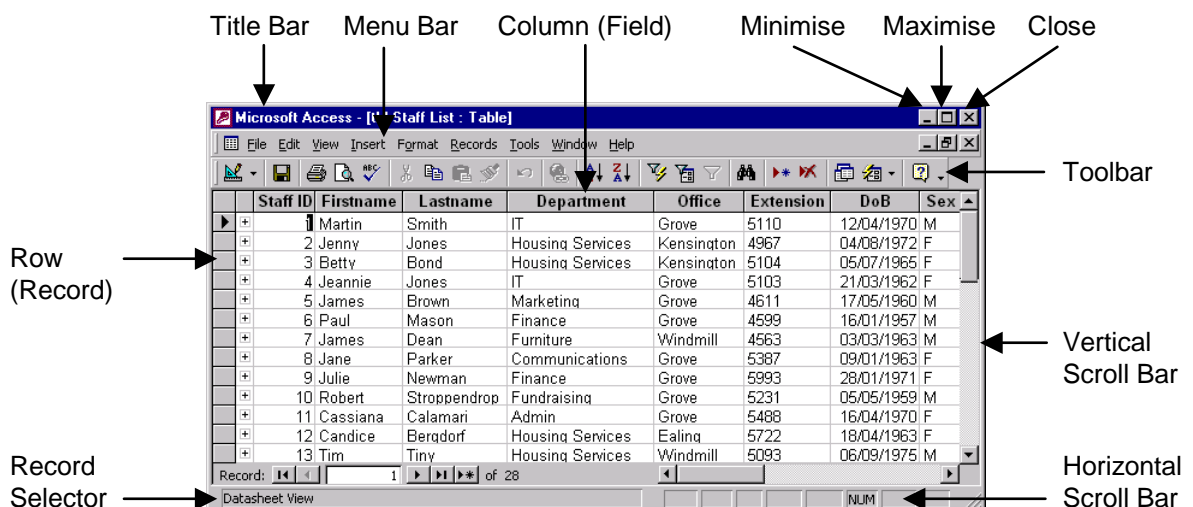 Title Bar Menu Bar Column (Field) Minimise Maximise Close
Microsoft Access - [ Staff List : Table]
File Edit View Insert Format Records Tools Window Help
Toolbar
Staff ID Firstname Lastname Department Office Extension DoB Sex
1 Martin Smith IT Grove 5110 12/04/1970 M
2 Jenny Jones Housing Services Kensington 4967 04/08/1972 F
3 Betty Bond Housing Services Kensington 5104 05/07/1965 F
4 Jeannie Jones IT Grove 5103 21/03/1962 F
5 James Brown Marketing Grove 4611 17/05/1960 M
6 Paul Mason Finance Grove 4599 16/01/1957 M
7 James Dean Furniture Windmill 4563 03/03/1963 M
8 Jane Parker Communications Grove 5387 09/01/1963 F
9 Julie Newman Finance Grove 5993 28/01/1971 F
10 Robert Stroppendrop Fundraising Grove 5231 05/05/1959 M
11 Cassiana Calamari Admin Grove 5488 16/04/1970 F
12 Candice Bergdorf Housing Services Ealing 5722 18/04/1963 F
13 Tim Tiny Housing Services Windmill 5093 06/09/1975 M
Record: 1 of 28
Datasheet View NUM
Row
(Record)
Vertical
Scroll Bar
Record
Selector
Horizontal
Scroll Bar